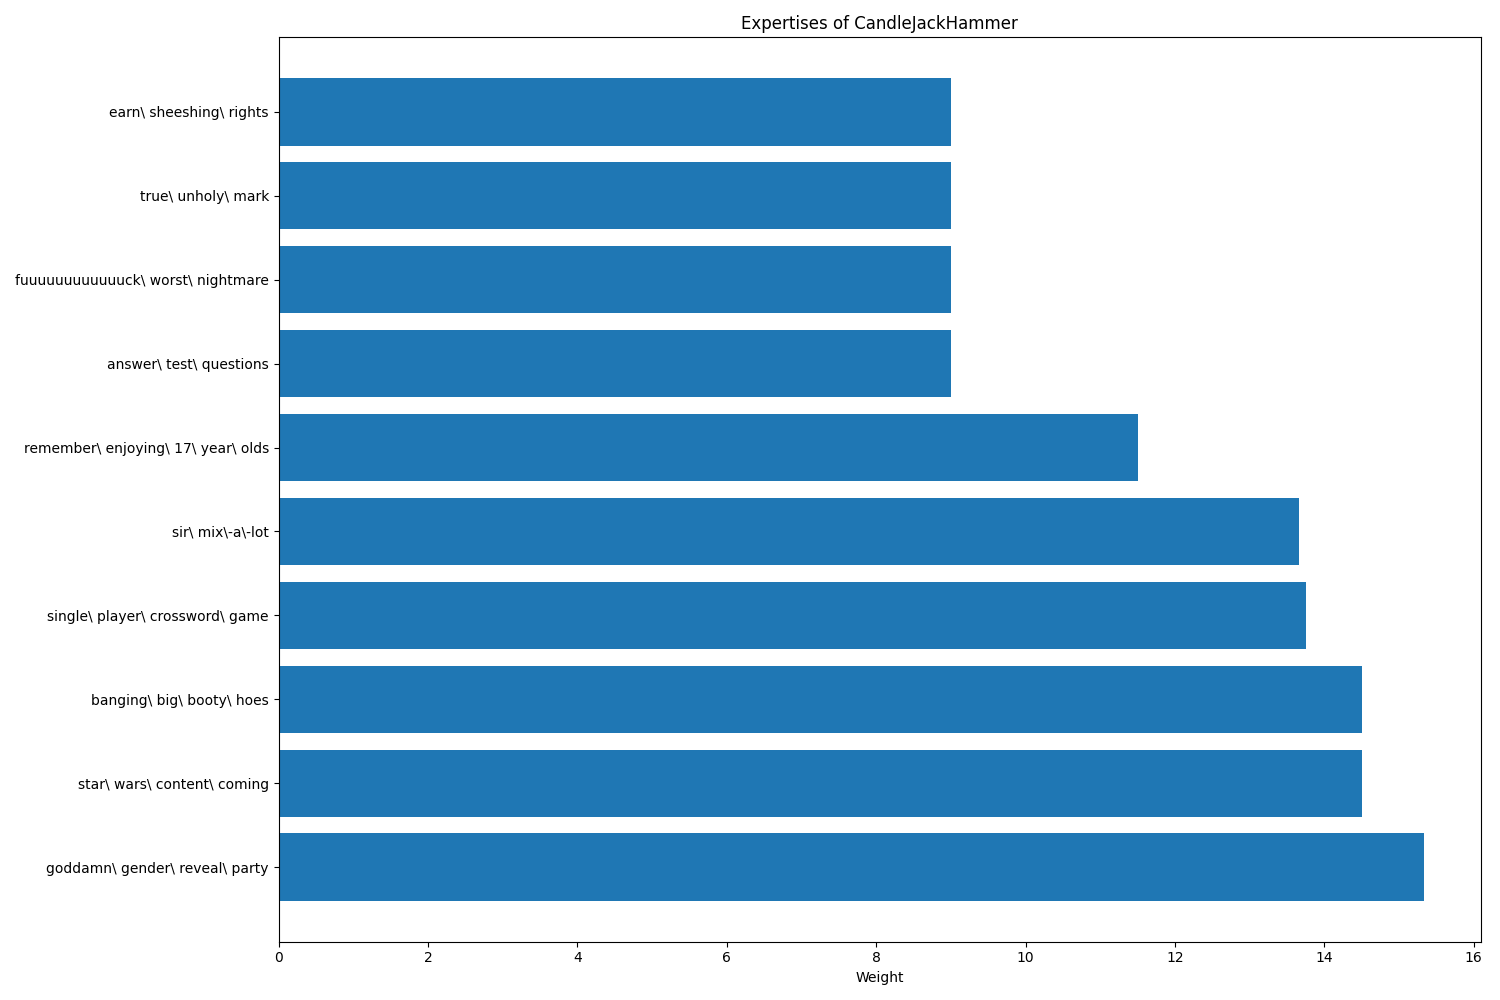 Expertises of CandleJackHammer
earn\ sheeshing\ rights
true\ unholy\ mark
fuuuuuuuuuuuuck\ worst\ nightmare
answer\ test\ questions
remember\ enjoying\ 17\ year\ olds
sir\ mix\-a\-lot
single\ player\ crossword\ game
banging\ big\ booty\ hoes
star\ wars\ content\ coming
goddamn\ gender\ reveal\ party
0 2 4 6 8 10 12 14 16
Weight